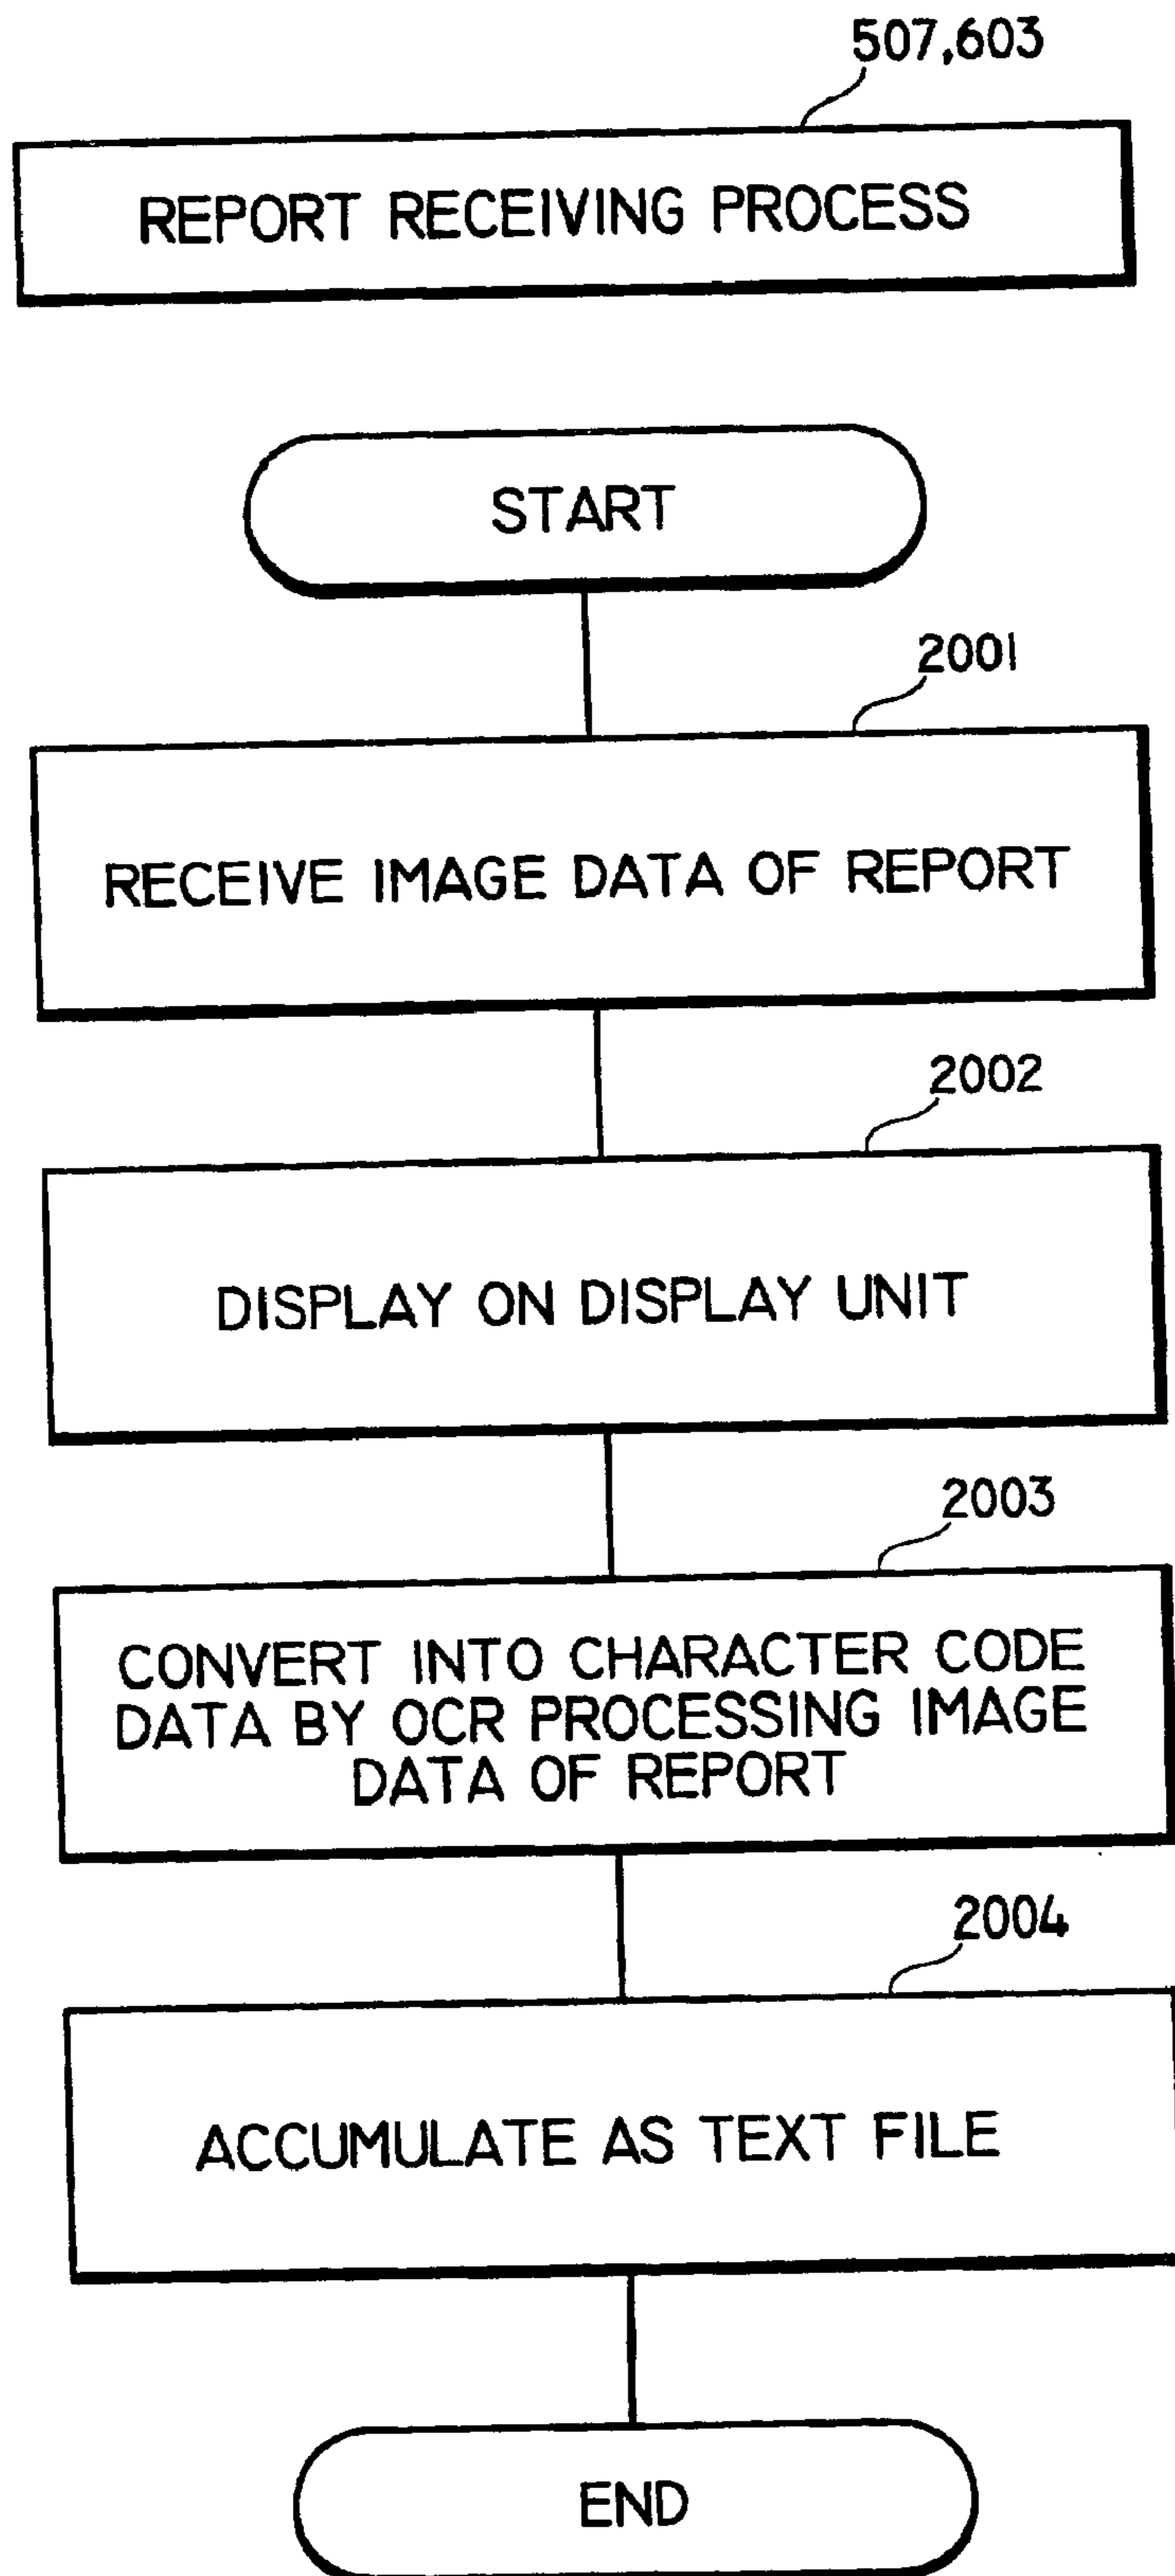 507,603
REPORT RECEIVING PROCESS
START
2001
RECEIVE IMAGE DATA OF REPORT
2002
DISPLAY ON DISPLAY UNIT
2003
CONVERT INTO CHARACTER CODE
DATA BY OCR PROCESSING IMAGE
DATA OF REPORT
2004
ACCUMULATE AS TEXT FILE
END